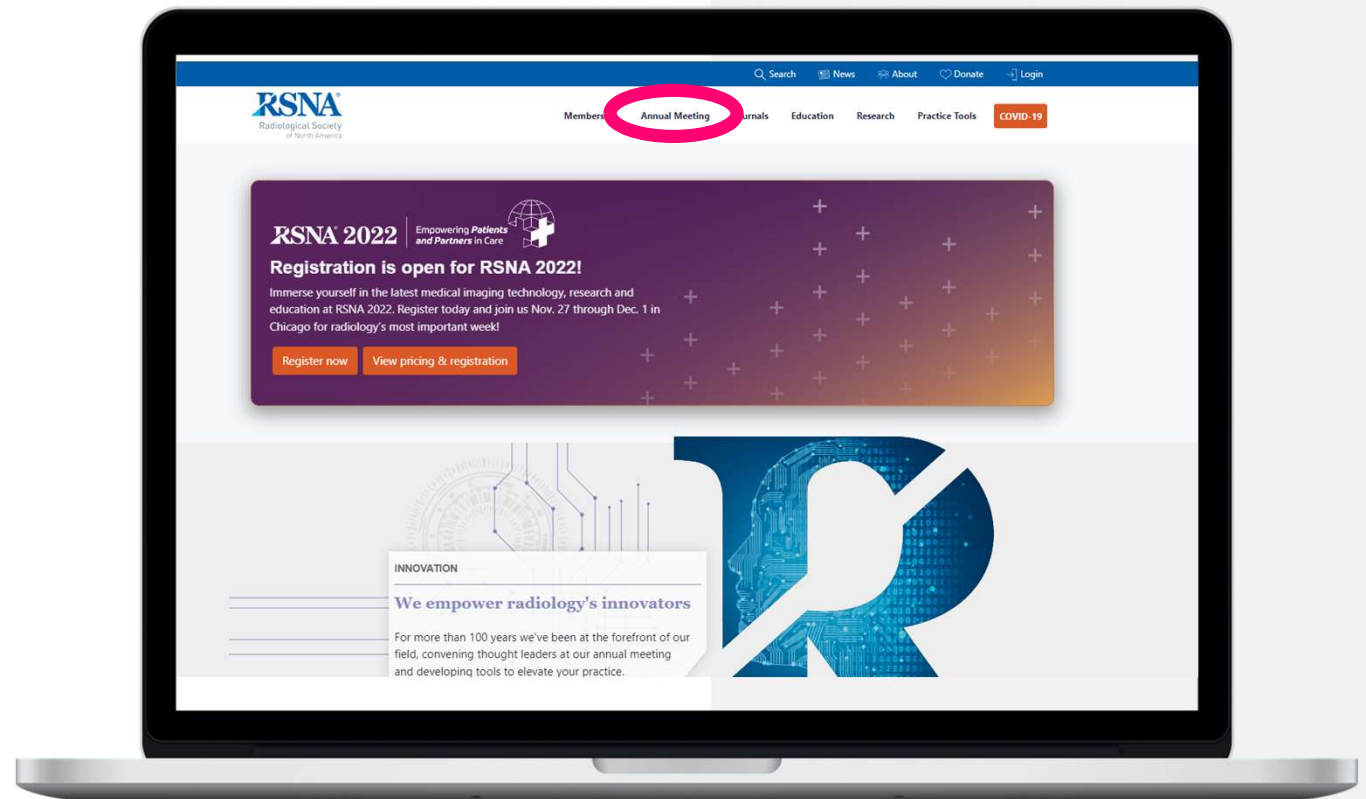 Search News About Donate Login
RSNA
Radiological Society
of North America
Annual Meeting Education Research Practice Tools COVID-19
RSNA 2022 Empowering Patients
and Partners in Care
Registration is open for RSNA 2022!
Immerse yourself in the latest medical imaging technology, research and
education at RSNA 2022. Register today and join us Nov. 27 through Dec. 1 in
Chicago for radiology's most important week!
Register now View pricing & registration
INNOVATION
We empower radiology's innovators
For more than 100 years we've been at the forefront of our
field, convening thought leaders at our annual meeting
and developing tools to elevate your practice.